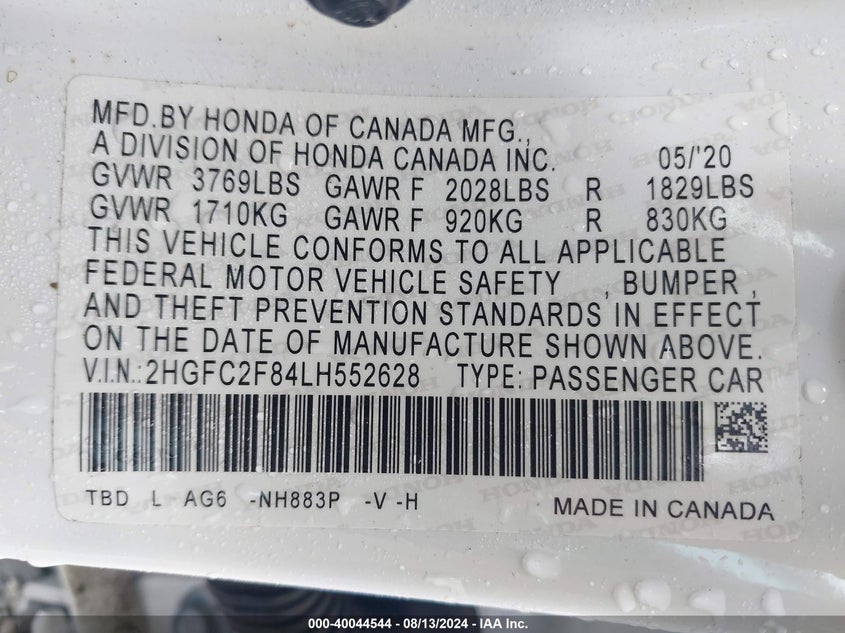 MFD.BY HONDA OF CANADA MFG.,
A DIVISION OF HONDA CANADA INC. 05/'20
GVWR 3769LBS GAWR F 2028LBS R 1829LBS
GVWR 1710KG GAWR F 920KG R 830KG
THIS VEHICLE CONFORMS TO ALL APPLICABLE
FEDERAL MOTOR VEHICLE SAFETY , BUMPER ,
AND THEFT PREVENTION STANDARDS IN EFFECT
ON THE DATE OF MANUFACTURE SHOWN ABOVE.
V.I.N.:2HGFC2F84LH552628 TYPE: PASSENGER CAR
TBD L- AG6 -NH883P -V -H MADE IN CANADA
000-40044544 - 08/13/2024 - IAA Inc.